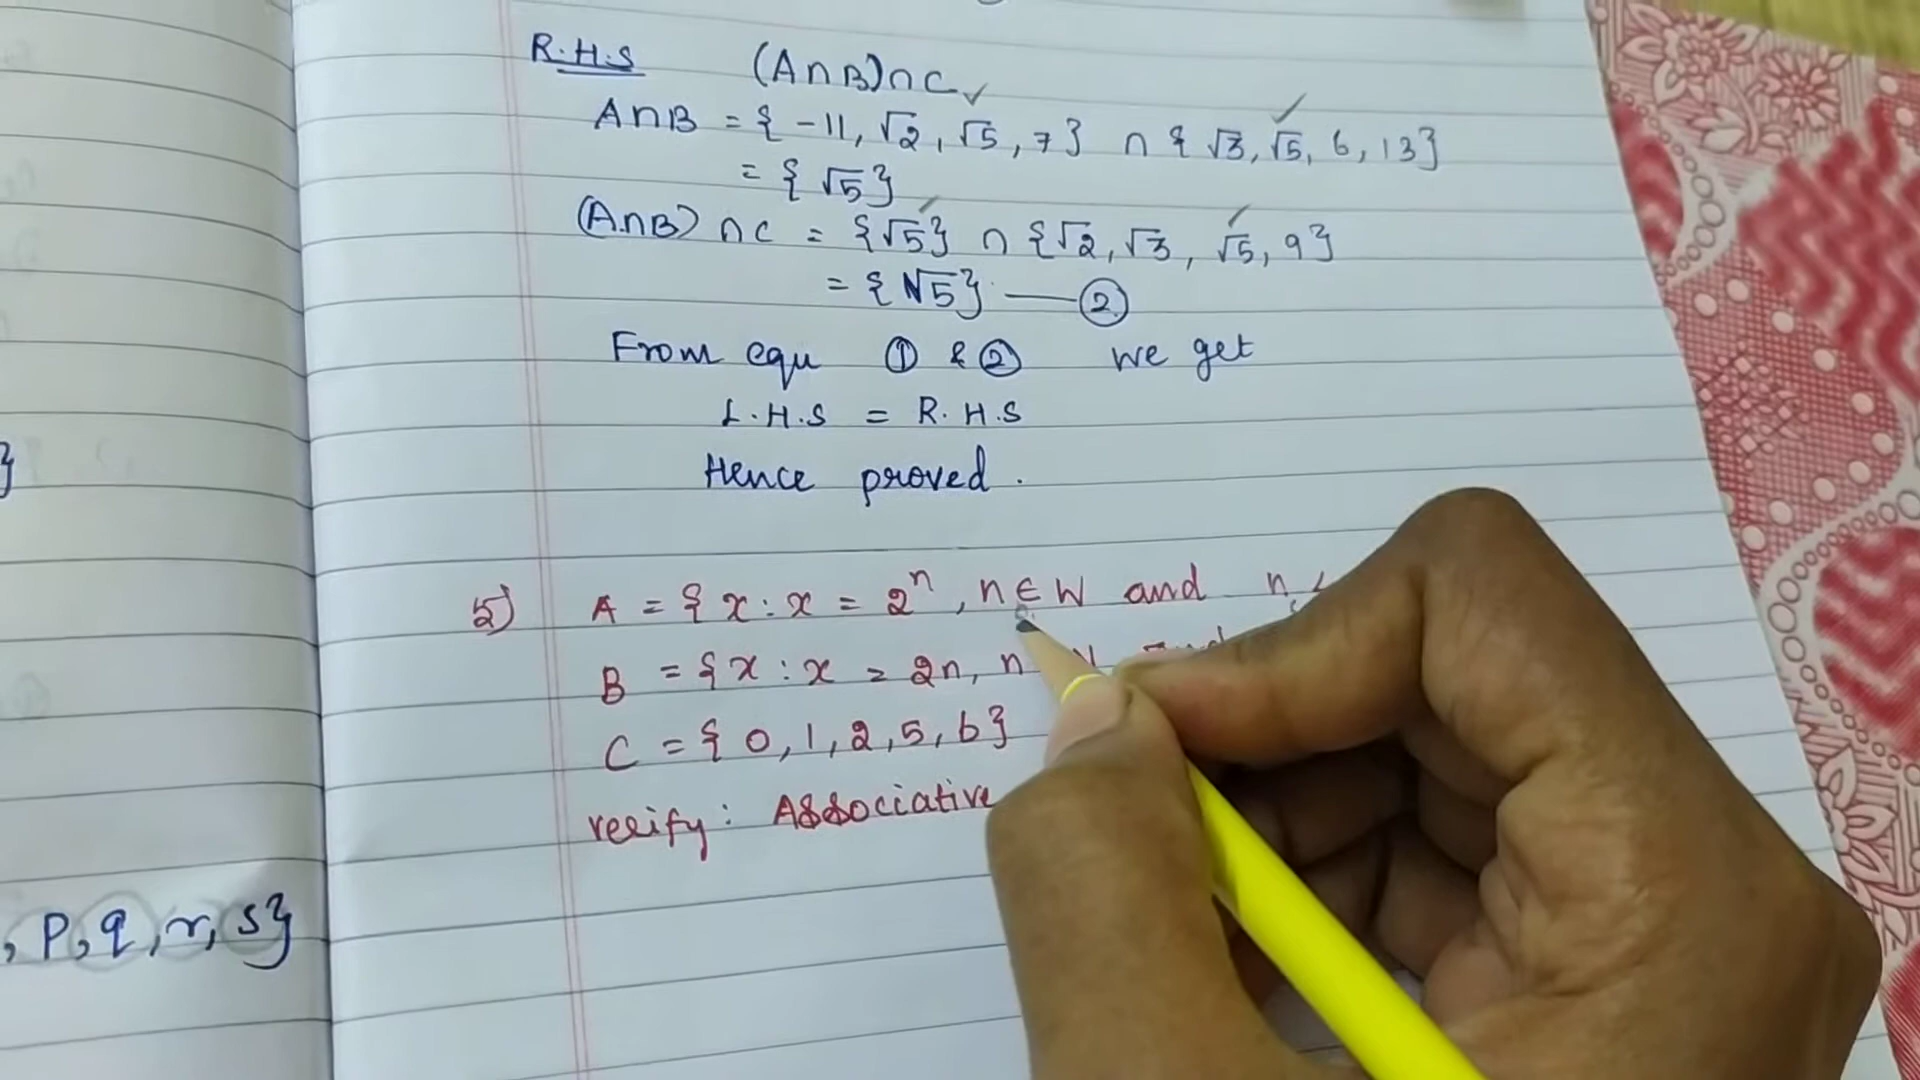 R.H.S (A∩B)∩C ✓
A∩B = { -11, √2, √5, 7} ∩ { √3, √5, 6, 13}
= { √5}
(A∩B) ∩C = {√5} ∩ {√2, √3, √5, 9}
= {√5} —— ②
From equ ① & ② we get
L.H.S = R.H.S
Hence proved.
5) A = { x : x = 2ⁿ, n∈W and n <
B = {x : x = 2n, n
C = { 0, 1, 2, 5, 6}
verify: Associative
}
, p, q, r, s}